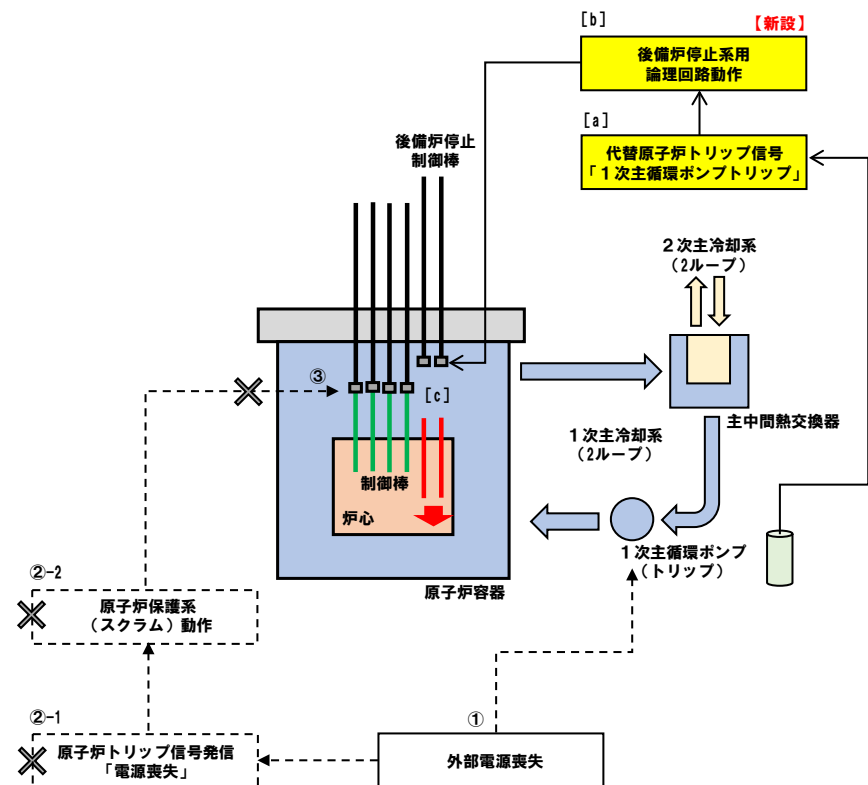 [b]
【新設】
後備炉停止系用
論理回路動作
[a]
代替原子炉トリップ信号
「1次主循環ポンプトリップ」
後備炉停止
制御棒
2次主冷却系
(2ループ)
③
[c]
主中間熱交換器
1次主冷却系
(2ループ)
制御棒
炉心
1次主循環ポンプ
(トリップ)
原子炉容器
②-2
原子炉保護系
(スクラム)動作
②-1
原子炉トリップ信号発信
「電源喪失」
①
外部電源喪失